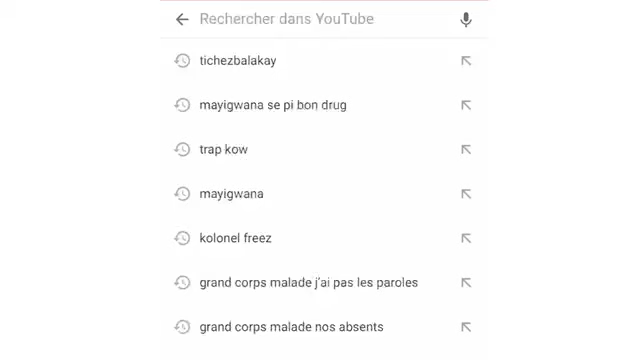 Rechercher dans YouTube
tichezbalakay
mayigwana se pi bon drug
trap kow
mayigwana
kolonel freez
grand corps malade j'ai pas les paroles
grand corps malade nos absents